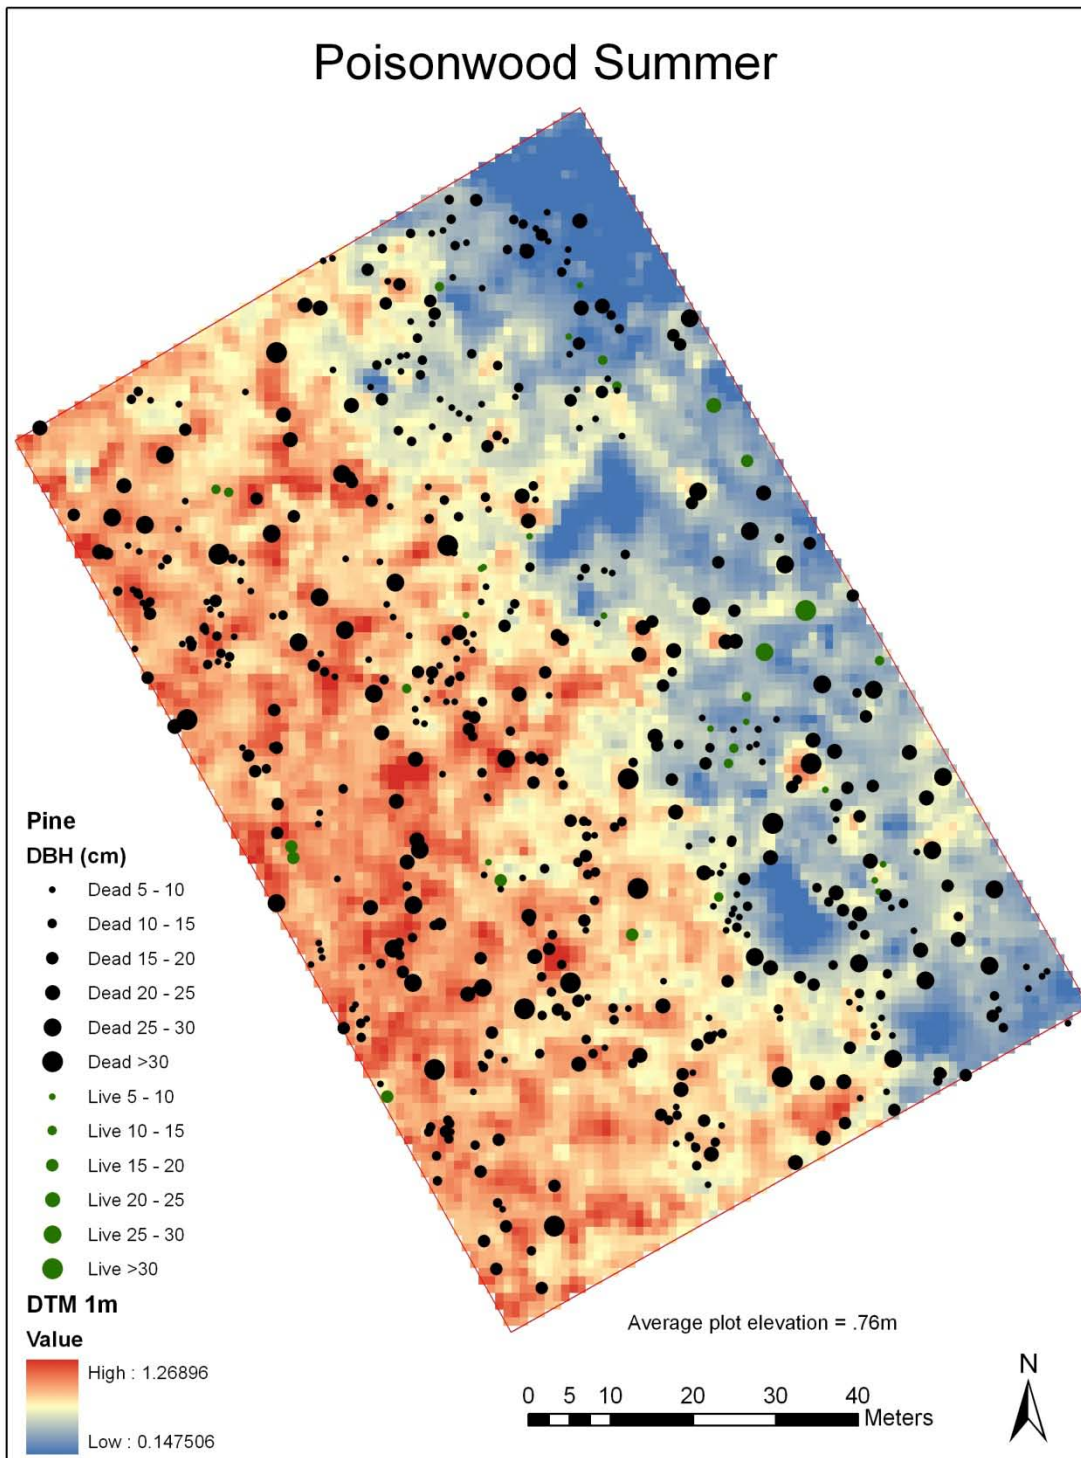 Poisonwood Summer
Pine
DBH (cm)
Dead 5 - 10
Dead 10 - 15
Dead 15 - 20
Dead 20 - 25
Dead 25 - 30
Dead >30
Live 5 - 10
Live 10 - 15
Live 15 - 20
Live 20 - 25
Live 25 - 30
Live >30
DTM 1m
Value
High : 1.26896
Low : 0.147506
Average plot elevation = .76m
0 5 10 20 30 40
Meters
N